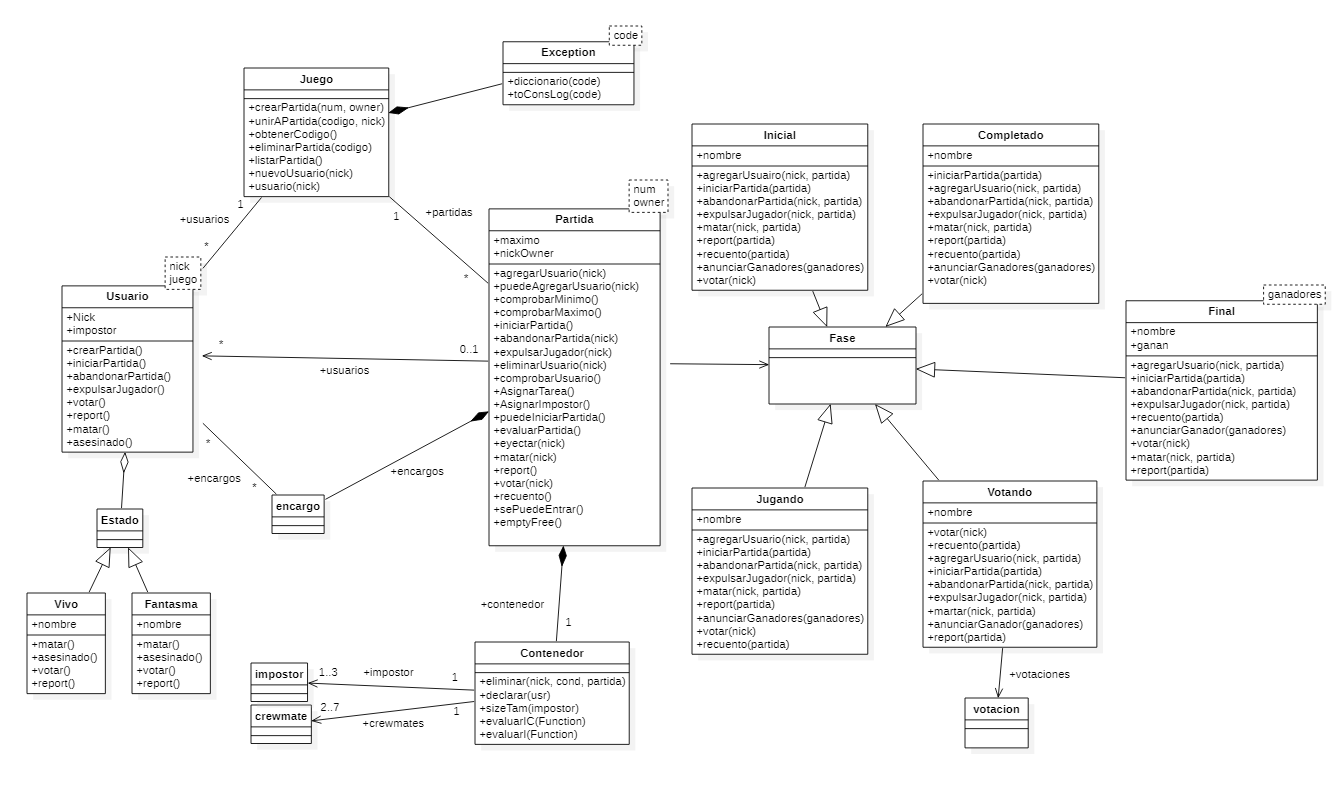 code
Exception
+diccionario(code)
+toConsLog(code)
Juego
+crearPartida(num, owner)
+unirAPartida(codigo, nick)
+obtenerCodigo()
+eliminarPartida(codigo)
+listarPartida()
+nuevoUsuario(nick)
+usuario(nick)
1
+usuarios
*
1
+partidas
*
nick
juego
Usuario
+Nick
+impostor
+crearPartida()
+iniciarPartida()
+abandonarPartida()
+expulsarJugador()
+votar()
+report()
+matar()
+asesinado()
*
0..1
+usuarios
num
owner
Partida
+maximo
+nickOwner
+agregarUsuario(nick)
+puedeAgregarUsuario(nick)
+comprobarMinimo()
+comprobarMaximo()
+iniciarPartida()
+abandonarPartida(nick)
+expulsarJugador(nick)
+eliminarUsuario(nick)
+comprobarUsuario()
+AsignarTarea()
+AsignarImpostor()
+puedeIniciarPartida()
+evaluarPartida()
+eyectar(nick)
+matar(nick)
+report()
+votar(nick)
+recuento()
+sePuedeEntrar()
+emptyFree()
*
+encargos
*
+encargos
encargo
Estado
Vivo
+nombre
+matar()
+asesinado()
+votar()
+report()
Fantasma
+nombre
+matar()
+asesinado()
+votar()
+report()
+contenedor
1
Contenedor
+eliminar(nick, cond, partida)
+declarar(usr)
+sizeTam(impostor)
+evaluarIC(Function)
+evaluarI(Function)
impostor
1..3
+impostor
1
crewmate
2..7
+crewmates
1
Inicial
+nombre
+agregarUsuairo(nick, partida)
+iniciarPartida(partida)
+abandonarPartida(nick, partida)
+expulsarJugador(nick, partida)
+matar(nick, partida)
+report(partida)
+recuento(partida)
+anunciarGanadores(ganadores)
+votar(nick)
Completado
+nombre
+iniciarPartida(partida)
+agregarUsuario(nick, partida)
+abandonarPartida(nick, partida)
+expulsarJugador(nick, partida)
+matar(nick, partida)
+report(partida)
+recuento(partida)
+anunciarGanadores(ganadores)
+votar(nick)
Fase
ganadores
Final
+nombre
+ganan
+agregarUsuario(nick, partida)
+iniciarPartida(partida)
+abandonarPartida(nick, partida)
+expulsarJugador(nick, partida)
+recuento(partida)
+anunciarGanador(ganadores)
+votar(nick)
+matar(nick, partida)
+report(partida)
Jugando
+nombre
+agregarUsuario(nick, partida)
+iniciarPartida(partida)
+abandonarPartida(nick, partida)
+expulsarJugador(nick, partida)
+matar(nick, partida)
+report(partida)
+anunciarGanadores(ganadores)
+votar(nick)
+recuento(partida)
Votando
+nombre
+votar(nick)
+recuento(partida)
+agregarUsuario(nick, partida)
+iniciarPartida(partida)
+abandonarPartida(nick, partida)
+expulsarJugador(nick, partida)
+martar(nick, partida)
+anunciarGanador(ganadores)
+report(partida)
+votaciones
votacion